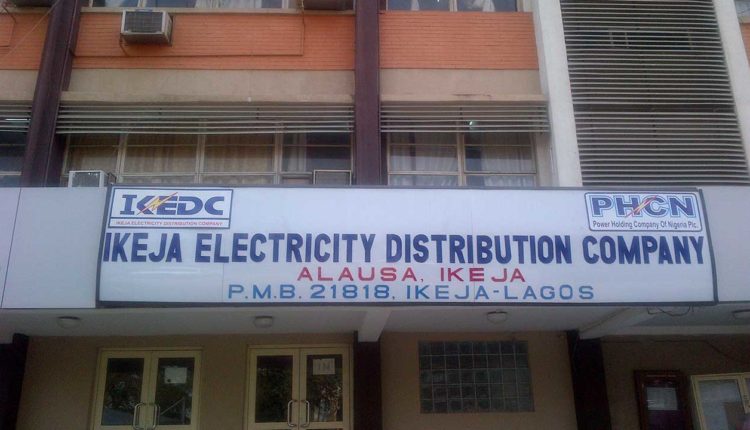 IKEDC
IKEJA ELECTRICITY DISTRIBUTION COMPANY
PHCN
Power Holding Company Of Nigeria Plc.
IKEJA ELECTRICITY DISTRIBUTION COMPANY
ALAUSA, IKEJA
P.M.B. 21818, IKEJA-LAGOS
IN